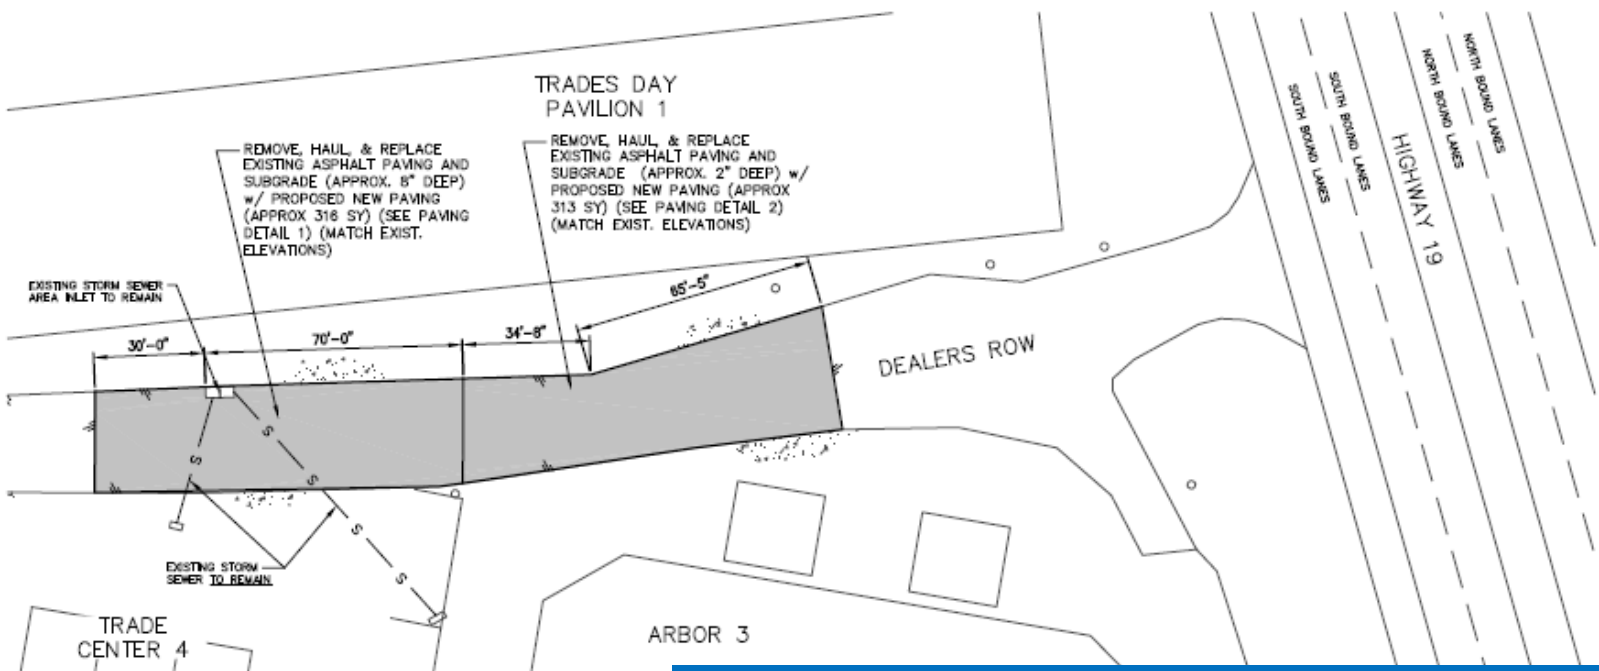 TRADES DAY
PAVILION 1
REMOVE, HAUL, & REPLACE
EXISTING ASPHALT PAVING AND
SUBGRADE (APPROX. 8" DEEP)
w/ PROPOSED NEW PAVING
(APPROX 316 SY) (SEE PAVING
DETAIL 1) (MATCH EXIST.
ELEVATIONS)
REMOVE, HAUL, & REPLACE
EXISTING ASPHALT PAVING AND
SUBGRADE (APPROX. 2" DEEP) w/
PROPOSED NEW PAVING (APPROX
313 SY) (SEE PAVING DETAIL 2)
(MATCH EXIST. ELEVATIONS)
EXISTING STORM SEWER
AREA INLET TO REMAIN
30'-0"
70'-0"
34'-8"
65'-5"
DEALERS ROW
SOUTH BOUND LANES
SOUTH BOUND LANES
HIGHWAY 19
NORTH BOUND LANES
NORTH BOUND LANES
S
S
S
S
S
EXISTING STORM
SEWER TO REMAIN
TRADE
CENTER 4
ARBOR 3